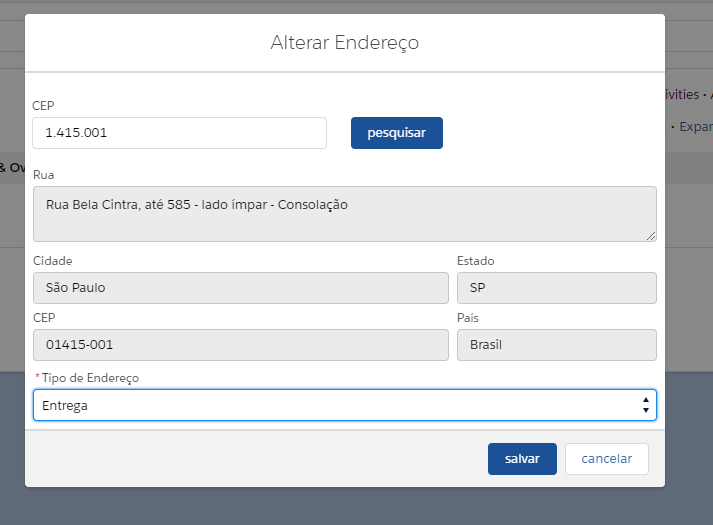 Alterar Endereço
ivities •
CEP
1.415.001
pesquisar
• Expan
& Ov
Rua
Rua Bela Cintra, até 585 - lado ímpar - Consolação
Cidade
Estado
São Paulo
SP
CEP
País
01415-001
Brasil
*Tipo de Endereço
Entrega
salvar
cancelar